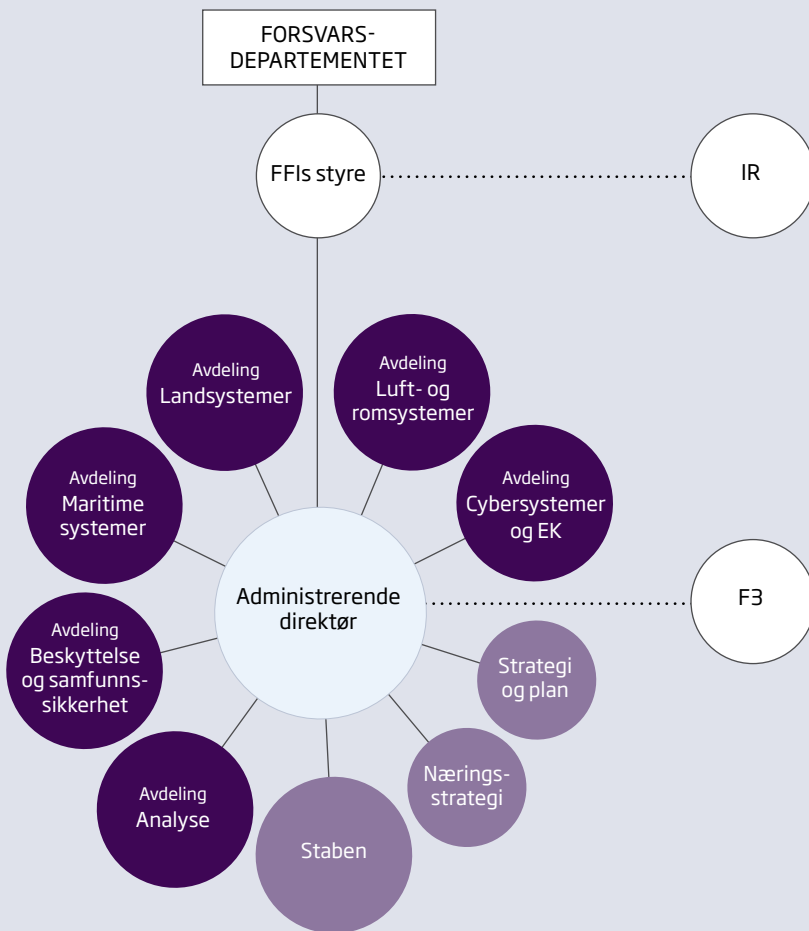 FORSVARS-
DEPARTEMENTET
FFIs styre
IR
Avdeling
Landsystemer
Avdeling
Luft- og
romsystemer
Avdeling
Maritime
systemer
Avdeling
Cybersystemer
og EK
Administrerende
direktør
F3
Avdeling
Beskyttelse
og samfunns-
sikkerhet
Strategi
og plan
Avdeling
Analyse
Nærings-
strategi
Staben